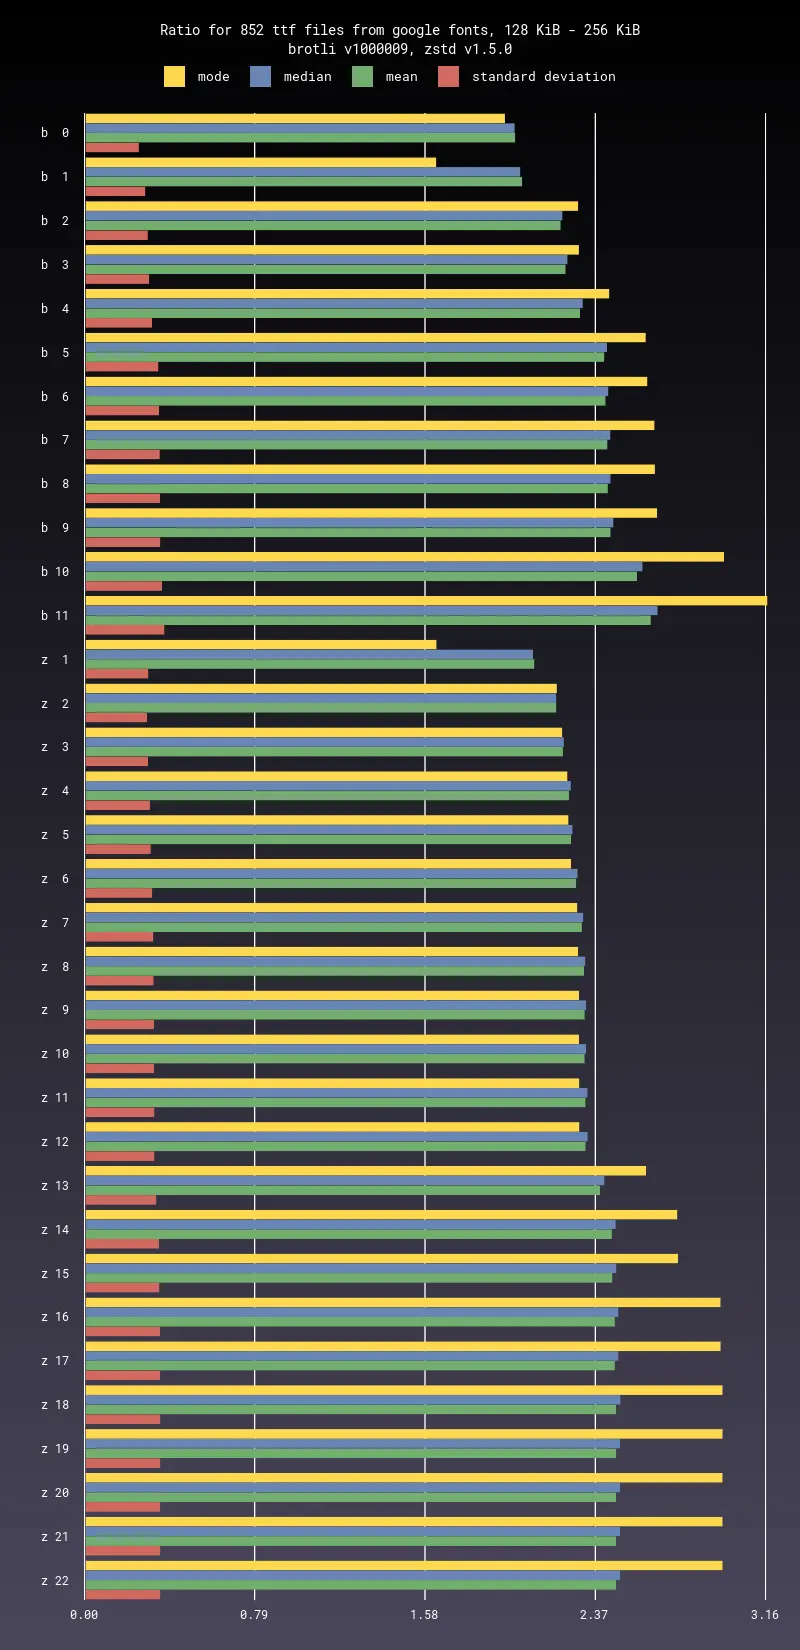 Ratio for 852 ttf files from google fonts, 128 KiB - 256 KiB
brotli v1000009, zstd v1.5.0
mode median mean standard deviation
b 0
b 1
b 2
b 3
b 4
b 5
b 6
b 7
b 8
b 9
b 10
b 11
z 1
z 2
z 3
z 4
z 5
z 6
z 7
z 8
z 9
z 10
z 11
z 12
z 13
z 14
z 15
z 16
z 17
z 18
z 19
z 20
z 21
z 22
0.00 0.79 1.58 2.37 3.16